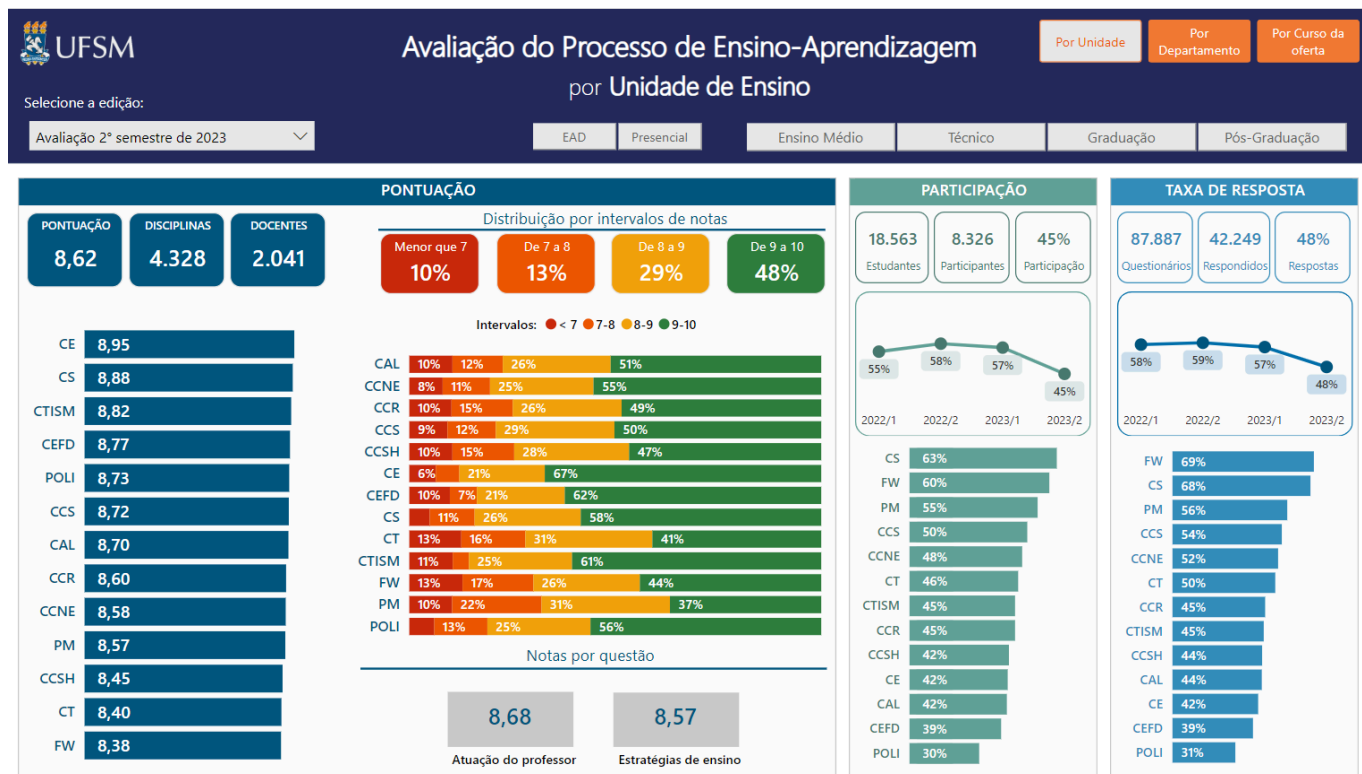 UFSM
Avaliação do Processo de Ensino-Aprendizagem
por Unidade de Ensino
Por Unidade
Por Departamento
Por Curso da oferta
Selecione a edição:
Avaliação 2° semestre de 2023
EAD
Presencial
Ensino Médio
Técnico
Graduação
Pós-Graduação
PONTUAÇÃO
PONTUAÇÃO
8,62
DISCIPLINAS
4.328
DOCENTES
2.041
CE 8,95
CS 8,88
CTISM 8,82
CEFD 8,77
POLI 8,73
CCS 8,72
CAL 8,70
CCR 8,60
CCNE 8,58
PM 8,57
CCSH 8,45
CT 8,40
FW 8,38
Distribuição por intervalos de notas
Menor que 7
10%
De 7 a 8
13%
De 8 a 9
29%
De 9 a 10
48%
Intervalos: < 7 7-8 8-9 9-10
CAL 10% 12% 26% 51%
CCNE 8% 11% 25% 55%
CCR 10% 15% 26% 49%
CCS 9% 12% 29% 50%
CCSH 10% 15% 28% 47%
CE 6% 21% 67%
CEFD 10% 7% 21% 62%
CS 11% 26% 58%
CT 13% 16% 31% 41%
CTISM 11% 25% 61%
FW 13% 17% 26% 44%
PM 10% 22% 31% 37%
POLI 13% 25% 56%
Notas por questão
8,68
Atuação do professor
8,57
Estratégias de ensino
PARTICIPAÇÃO
18.563
Estudantes
8.326
Participantes
45%
Participação
55% 58% 57% 45%
2022/1 2022/2 2023/1 2023/2
CS 63%
FW 60%
PM 55%
CCS 50%
CCNE 48%
CT 46%
CTISM 45%
CCR 45%
CCSH 42%
CE 42%
CAL 42%
CEFD 39%
POLI 30%
TAXA DE RESPOSTA
87.887
Questionários
42.249
Respondidos
48%
Respostas
58% 59% 57% 48%
2022/1 2022/2 2023/1 2023/2
FW 69%
CS 68%
PM 56%
CCS 54%
CCNE 52%
CT 50%
CCR 45%
CTISM 45%
CCSH 44%
CAL 44%
CE 42%
CEFD 39%
POLI 31%